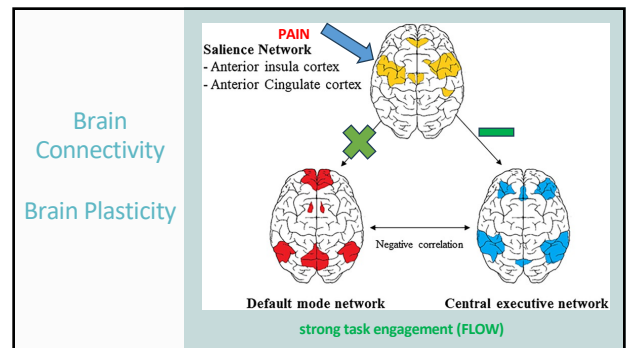 Brain
Connectivity
Brain Plasticity
PAIN
Salience Network
- Anterior insula cortex
- Anterior Cingulate cortex
Negative correlation
Default mode network
Central executive network
strong task engagement (FLOW)